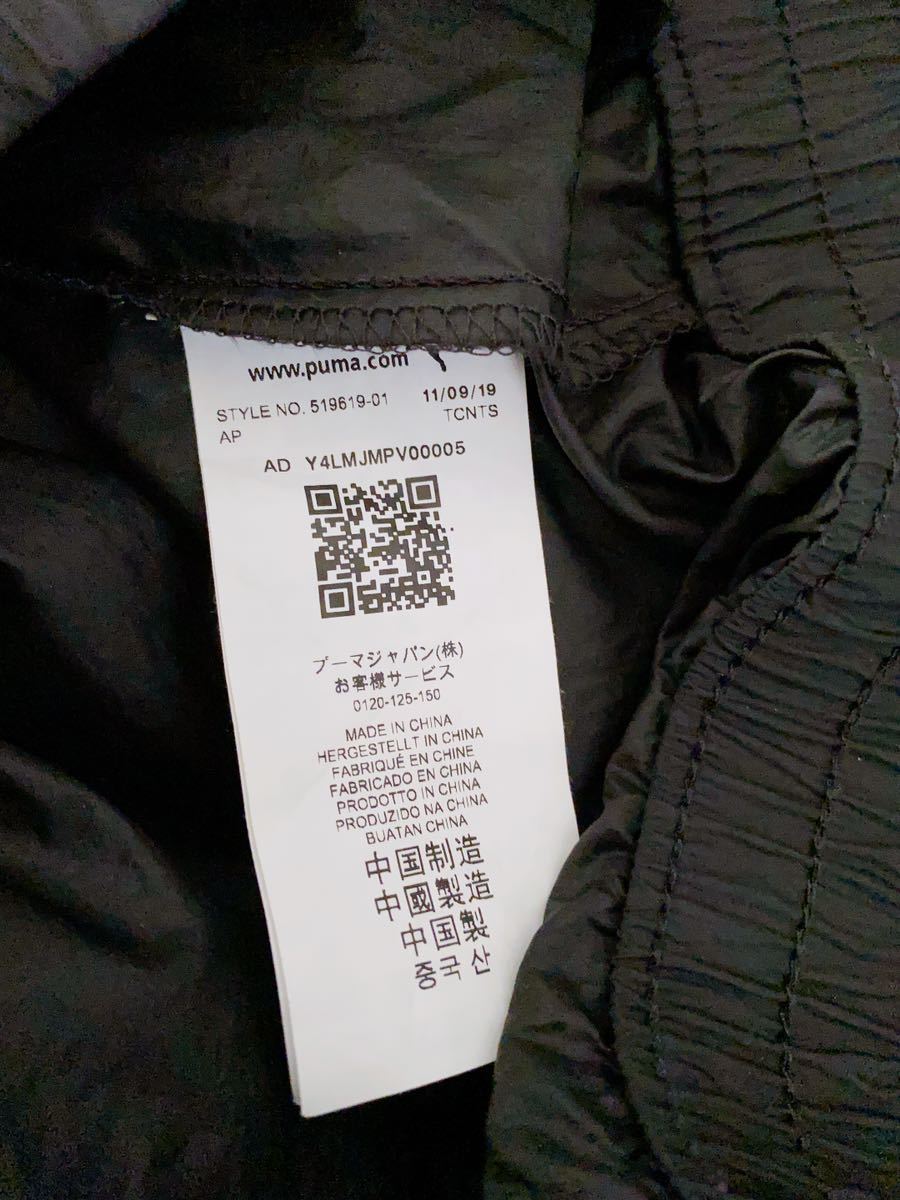 www.puma.com
STYLE NO. 519619-01 11/09/19
AP TCNTS
AD Y4LMJMPV00005
プーマジャパン(株)
お客様サービス
0120-125-150
MADE IN CHINA
HERGESTELLT IN CHINA
FABRIQUÉ EN CHINE
FABRICADO EN CHINA
PRODOTTO IN CHINA
PRODUZIDO NA CHINA
BUATAN CHINA
中国制造
中國製造
中国製
중국산